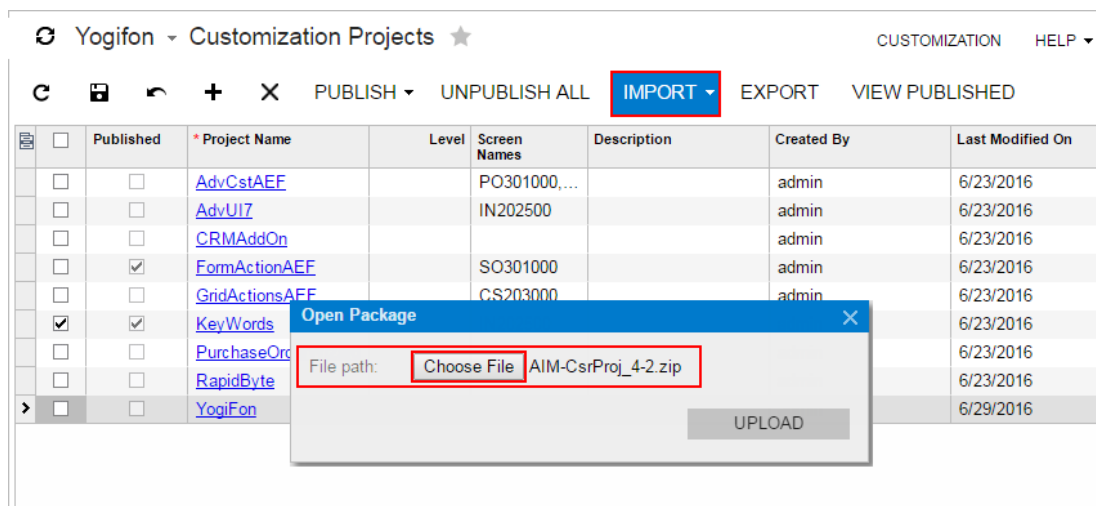 Yogifon Customization Projects CUSTOMIZATION HELP
PUBLISH UNPUBLISH ALL IMPORT EXPORT VIEW PUBLISHED
Published * Project Name Level Screen Names Description Created By Last Modified On
AdvCstAEF PO301000,... admin 6/23/2016
AdvUI7 IN202500 admin 6/23/2016
CRMAddOn admin 6/23/2016
FormActionAEF SO301000 admin 6/23/2016
GridActionsAEF CS203000 admin 6/23/2016
KeyWords 6/23/2016
PurchaseOrd 6/23/2016
RapidByte 6/23/2016
YogiFon 6/29/2016
Open Package
File path: Choose File AIM-CsrProj_4-2.zip
UPLOAD